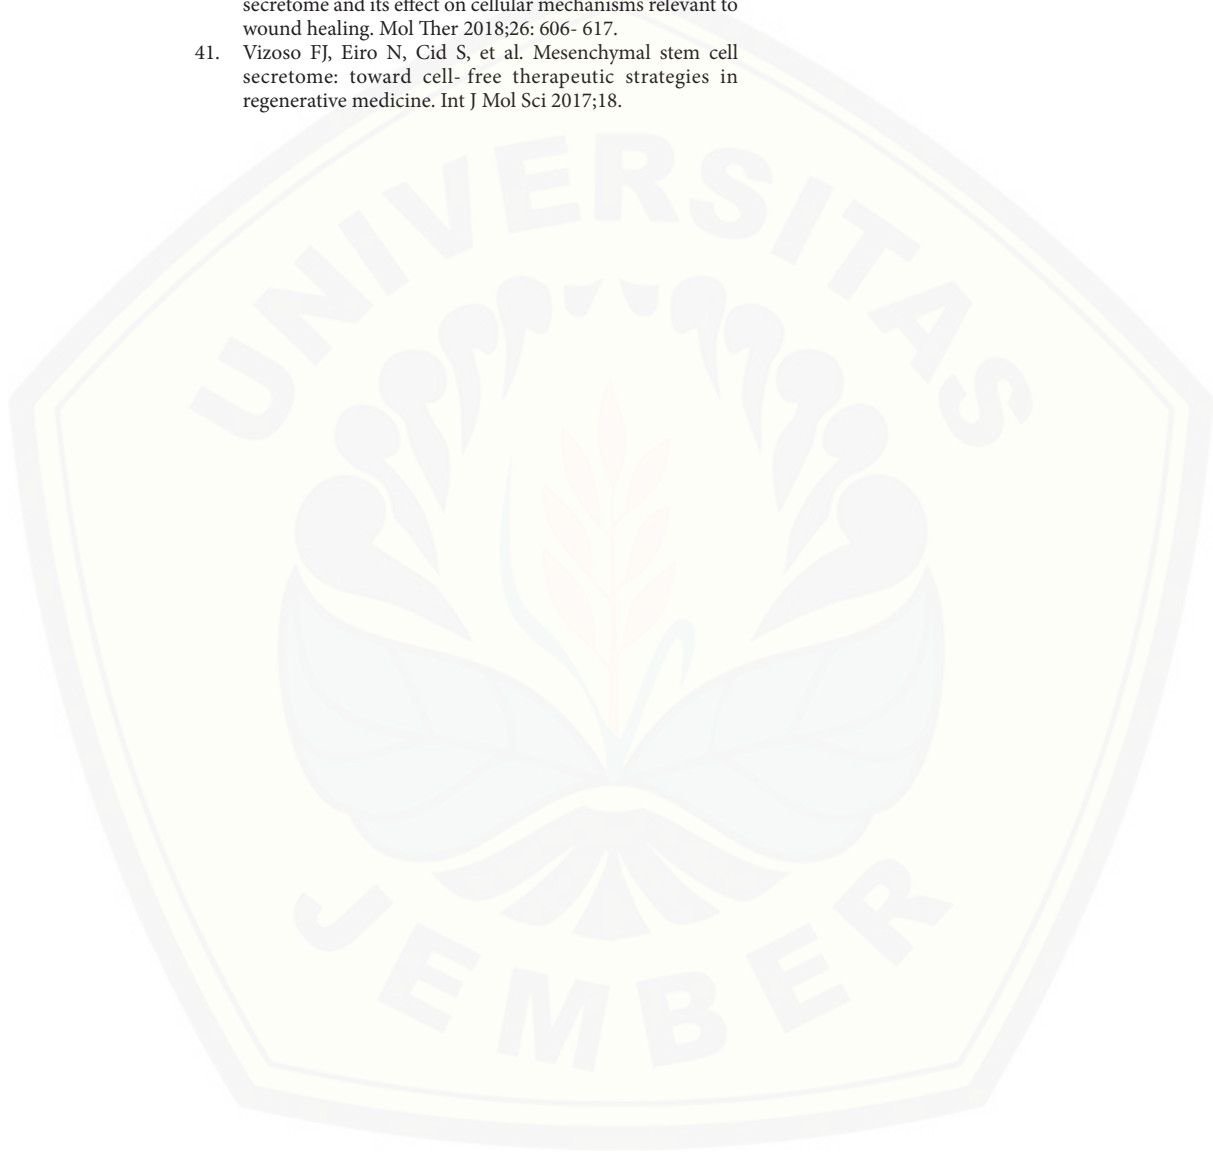 secretome and its effect on cellular mechanisms relevant to
wound healing. Mol Ther 2018;26: 606- 617.
41. Vizoso FJ, Eiro N, Cid S, et al. Mesenchymal stem cell
secretome: toward cell- free therapeutic strategies in
regenerative medicine. Int J Mol Sci 2017;18.
UNIVERSITAS
JEMBER